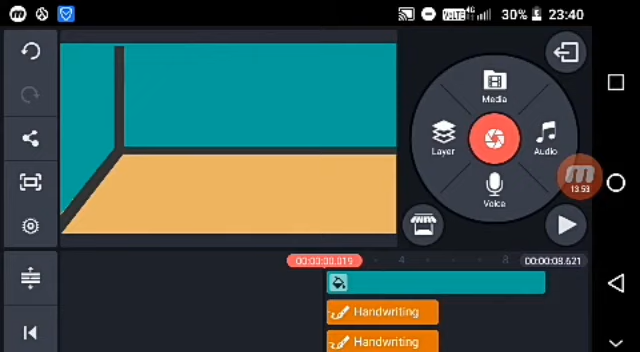 VoLTE 4G 30% 23:40
Media
Layer
Audio
13:53
Voice
00:00:00.019 4 8 00:00:08.621
Handwriting
Handwriting